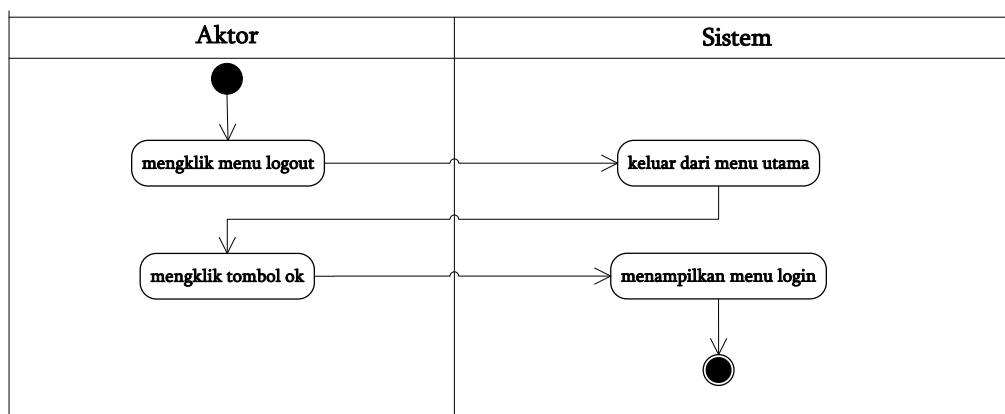 Aktor
Sistem
mengklik menu logout
keluar dari menu utama
mengklik tombol ok
menampilkan menu login